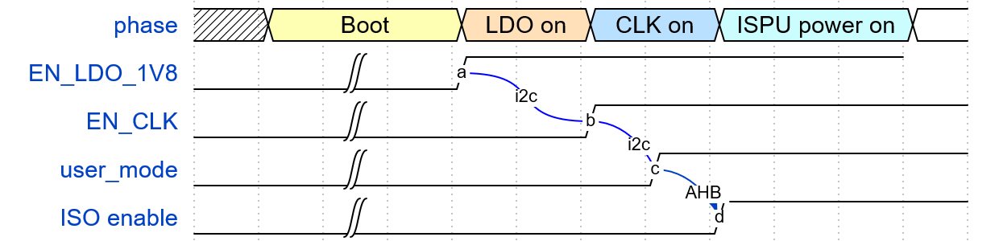 phase Boot LDO on CLK on ISPU power on
EN_LDO_1V8 a
i2c
EN_CLK b
i2c
user_mode c
AHB
ISO enable d